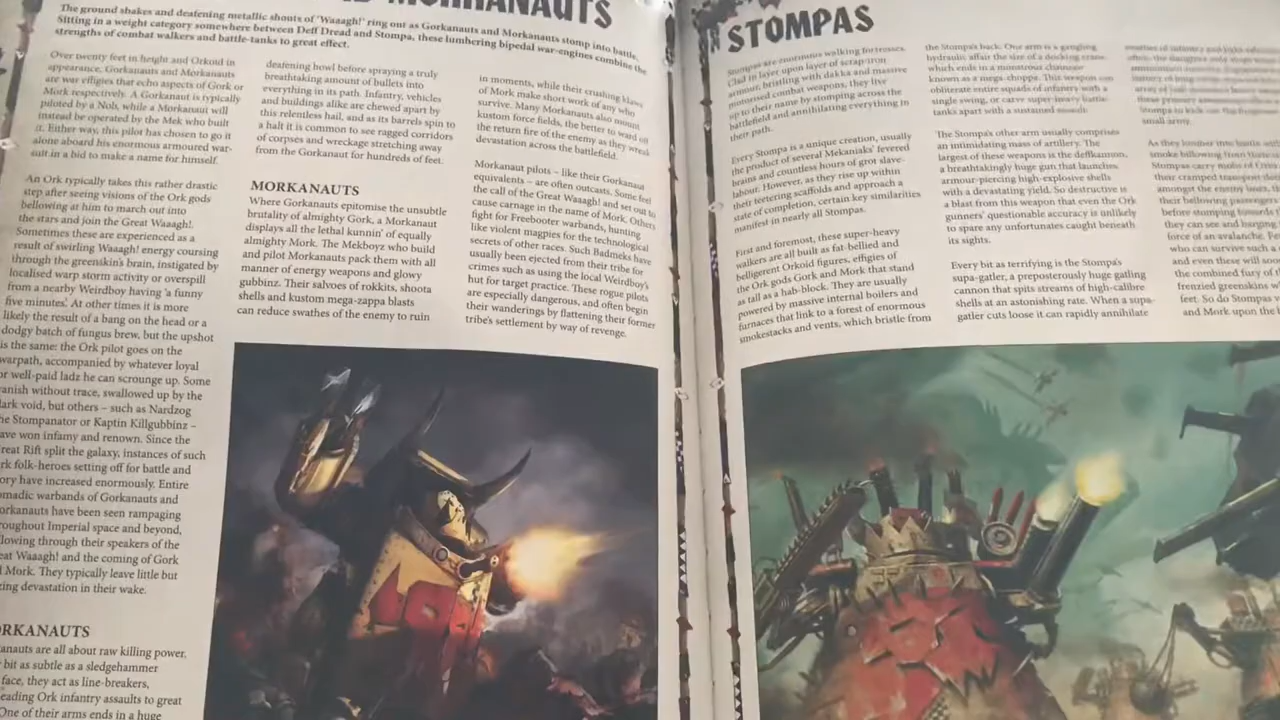 MORKANAUTS
The ground shakes and deafening metallic shouts of 'Waaagh!' ring out as Gorkanauts and Morkanauts stomp into battle.
Sitting in a weight category somewhere between Deff Dread and Stompa, these lumbering bipedal war-engines combine the
strengths of combat walkers and battle-tanks to great effect.
Over twenty feet in height and Orkoid in
appearance, Gorkanauts and Morkanauts
are war effigies that echo aspects of Gork or
Mork respectively. A Gorkanaut is typically
piloted by a Nob, while a Morkanaut will
instead be operated by the Mek who built
it. Either way, this pilot has chosen to go it
alone aboard his enormous armoured war-
suit in a bid to make a name for himself.
An Ork typically takes this rather drastic
step after seeing visions of the Ork gods
bellowing at him to march out into
the stars and join the Great Waaagh!.
Sometimes these are experienced as a
result of swirling Waaagh! energy coursing
through the greenskin's brain, instigated by
localised warp storm activity or overspill
from a nearby Weirdboy having 'a funny
five minutes'. At other times it is more
likely the result of a bang on the head or a
dodgy batch of fungus brew, but the upshot
is the same: the Ork pilot goes on the
warpath, accompanied by whatever loyal
or well-paid ladz he can scrounge up. Some
vanish without trace, swallowed up by the
dark void, but others – such as Nardzog
the Stompanator or Kaptin Killgubbinz –
have won infamy and renown. Since the
Great Rift split the galaxy, instances of such
Ork folk-heroes setting off for battle and
glory have increased enormously. Entire
nomadic warbands of Gorkanauts and
Morkanauts have been seen rampaging
throughout Imperial space and beyond,
bellowing through their speakers of the
Great Waaagh! and the coming of Gork
and Mork. They typically leave little but
devastation in their wake.
GORKANAUTS
Gorkanauts are all about raw killing power,
bit as subtle as a sledgehammer
face, they act as line-breakers,
leading Ork infantry assaults to great
One of their arms ends in a huge
deafening howl before spraying a truly
breathtaking amount of bullets into
everything in its path. Infantry, vehicles
and buildings alike are chewed apart by
this relentless hail, and as its barrels spin to
a halt it is common to see ragged corridors
of corpses and wreckage stretching away
from the Gorkanaut for hundreds of feet.
MORKANAUTS
Where Gorkanauts epitomise the unsubtle
brutality of almighty Gork, a Morkanaut
displays all the lethal kunnin' of equally
almighty Mork. The Mekboyz who build
and pilot Morkanauts pack them with all
manner of energy weapons and glowy
gubbinz. Their salvoes of rokkits, shoota
shells and kustom mega-zappa blasts
can reduce swathes of the enemy to ruin
in moments, while their crushing klaws
of Mork make short work of any who
survive. Many Morkanauts also mount
kustom force fields, the better to ward off
the return fire of the enemy as they wreak
devastation across the battlefield.
Morkanaut pilots – like their Gorkanaut
equivalents – are often outcasts. Some feel
the call of the Great Waaagh! and set out to
cause carnage in the name of Mork. Others
fight for Freebooter warbands, hunting
like violent magpies for the technological
secrets of other races. Such Badmeks have
usually been ejected from their tribe for
crimes such as using the local Weirdboy's
hut for target practice. These rogue pilots
are especially dangerous, and often begin
their wanderings by flattening their former
tribe's settlement by way of revenge.
STOMPAS
Stompas are enormous walking fortresses.
Clad in layer upon layer of scrap-iron
armour, bristling with dakka and massive
motorised combat weapons, they live
up to their name by stomping across the
battlefield and annihilating everything in
their path.
Every Stompa is a unique creation, usually
the product of several Mekaniaks' fevered
brains and countless hours of grot slave-
labour. However, as they rise up within
their teetering scaffolds and approach a
state of completion, certain key similarities
manifest in nearly all Stompas.
First and foremost, these super-heavy
walkers are all built as fat-bellied and
belligerent Orkoid figures, effigies of
the Ork gods Gork and Mork that stand
as tall as a hab-block. They are usually
powered by massive internal boilers and
furnaces that link to a forest of enormous
smokestacks and vents, which bristle from
the Stompa's back. One arm is a gangling
hydraulic affair the size of a docking crane,
which ends in a monstrous chainsaw
known as a mega-choppa. This weapon can
obliterate entire squads of infantry with a
single swing, or carve super-heavy battle-
tanks apart with a sustained assault.
The Stompa's other arm usually comprises
an intimidating mass of artillery. The
largest of these weapons is the deffkannon,
a breathtakingly huge gun that launches
armour-piercing high-explosive shells
with a devastating yield. So destructive is
a blast from this weapon that even the Ork
gunners' questionable accuracy is unlikely
to spare any unfortunates caught beneath
its sights.
Every bit as terrifying is the Stompa's
supa-gatler, a preposterously huge gatling
cannon that spits streams of high-calibre
shells at an astonishing rate. When a supa-
gatler cuts loose it can rapidly annihilate
small army.
As they lumber into battle
smoke billowing from
Stompas carry mobs of
their cramped transport
amongst the enemy lines,
their bellowing passengers
before stomping towards
they can see and barging
force of an avalanche.
who can survive such a
and even these will soon
the combined fury of
frenzied greenskins
feet. So do Stompas
and Mork upon the